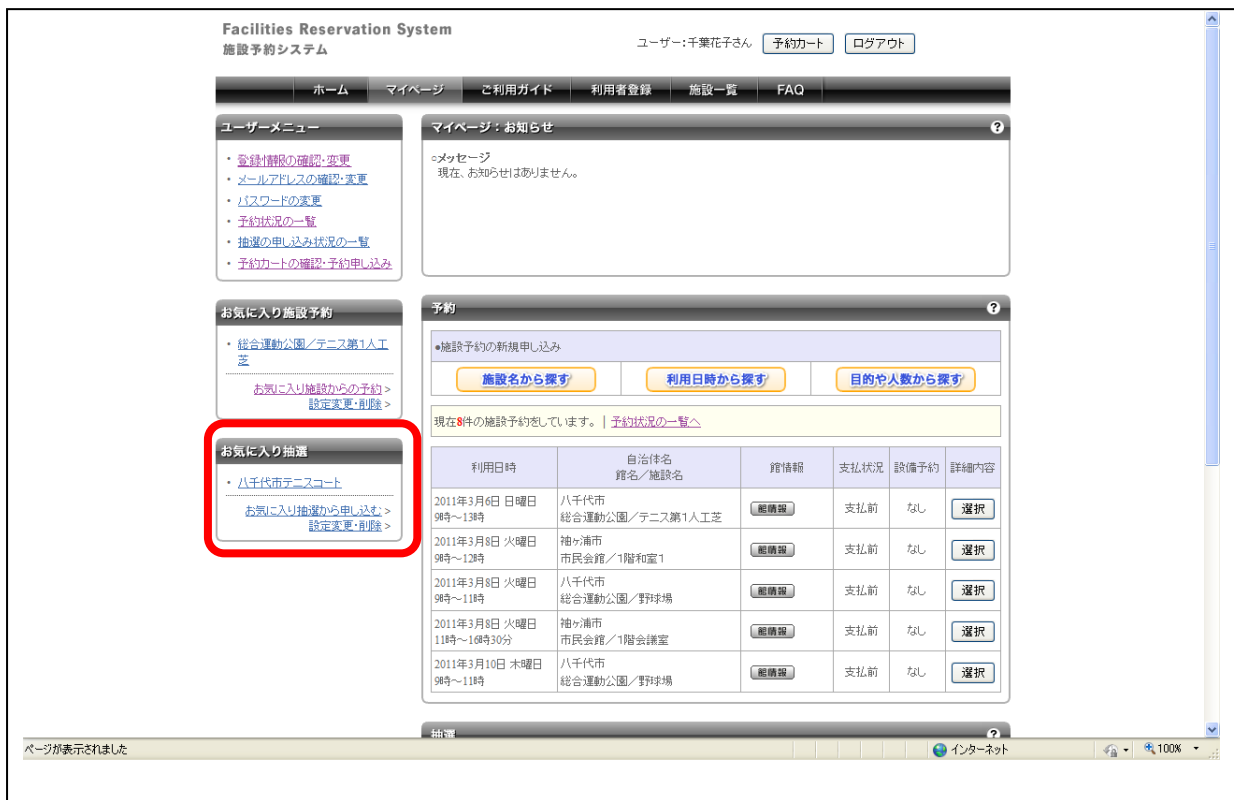 Facilities Reservation System
施設予約システム
ユーザー:千葉花子さん 予約カート ログアウト
ホーム マイページ ご利用ガイド 利用者登録 施設一覧 FAQ
ユーザーメニュー
・登録情報の確認・変更
・メールアドレスの確認・変更
・パスワードの変更
・予約状況の一覧
・抽選の申し込み状況の一覧
・予約カートの確認・予約申し込み
お気に入り施設予約
・総合運動公園／テニス第1人工
芝
お気に入り施設からの予約>
設定変更・削除>
お気に入り抽選
・八千代市テニスコート
お気に入り抽選から申し込む>
設定変更・削除>
マイページ：お知らせ ?
○メッセージ
現在、お知らせはありません。
予約 ?
●施設予約の新規申し込み
施設名から探す 利用日時から探す 目的や人数から探す
現在8件の施設予約をしています。 | 予約状況の一覧へ
利用日時 自治体名 館情報 支払状況 設備予約 詳細内容
館名／施設名
2011年3月6日 日曜日 八千代市 館情報 支払前 なし 選択
9時～13時 総合運動公園／テニス第1人工芝
2011年3月8日 火曜日 袖ヶ浦市 館情報 支払前 なし 選択
9時～12時 市民会館／1階和室1
2011年3月8日 火曜日 八千代市 館情報 支払前 なし 選択
9時～11時 総合運動公園／野球場
2011年3月8日 火曜日 袖ヶ浦市 館情報 支払前 なし 選択
11時～16時30分 市民会館／1階会議室
2011年3月10日 木曜日 八千代市 館情報 支払前 なし 選択
9時～11時 総合運動公園／野球場
抽選 ?
ページが表示されました インターネット 100%